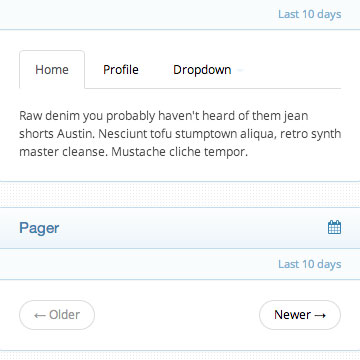 Last 10 days
Home Profile Dropdown
Raw denim you probably haven't heard of them jean
shorts Austin. Nesciunt tofu stumptown aliqua, retro synth
master cleanse. Mustache cliche tempor.
Pager
Last 10 days
← Older Newer →